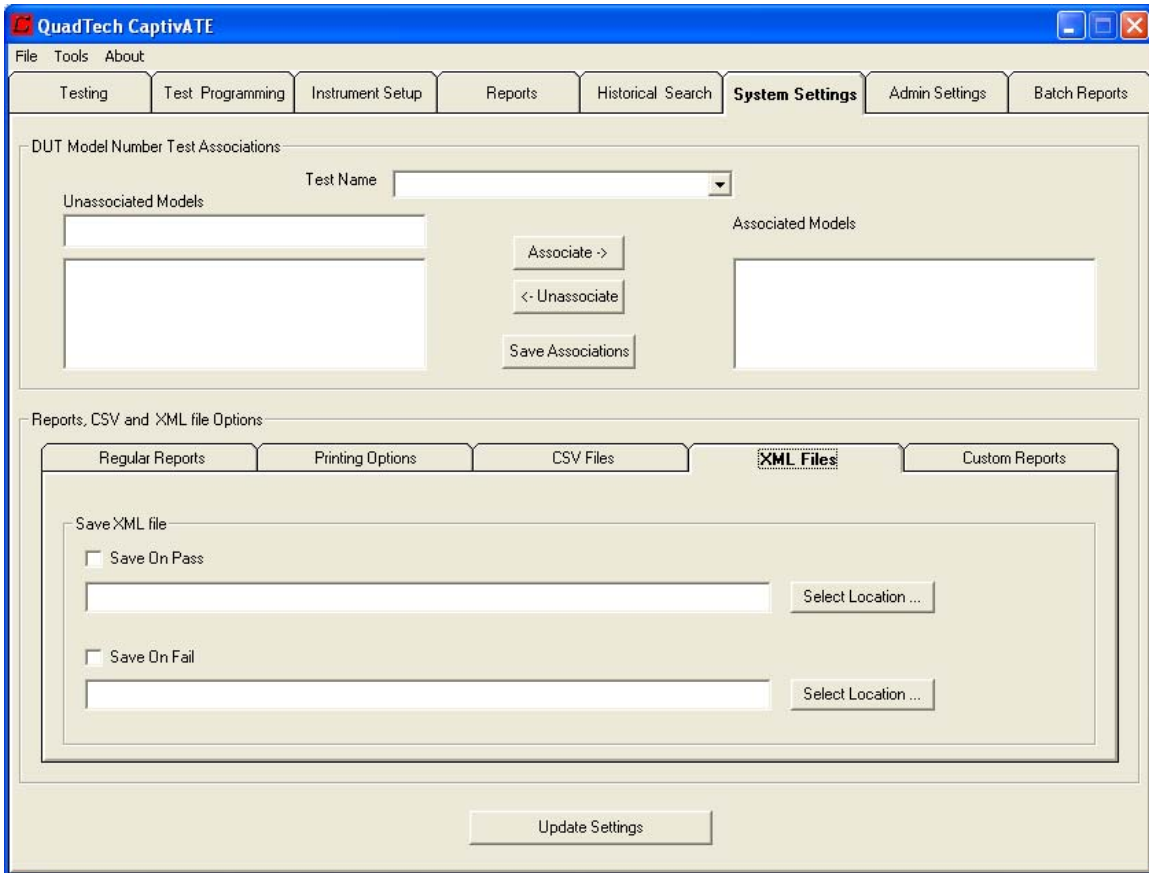 QuadTech CaptivATE
File Tools About
Testing Test Programming Instrument Setup Reports Historical Search System Settings Admin Settings Batch Reports
DUT Model Number Test Associations
Test Name
Unassociated Models
Associated Models
Associate ->
<- Unassociate
Save Associations
Reports, CSV and XML file Options
Regular Reports Printing Options CSV Files XML Files Custom Reports
Save XML file
Save On Pass
Select Location ...
Save On Fail
Select Location ...
Update Settings